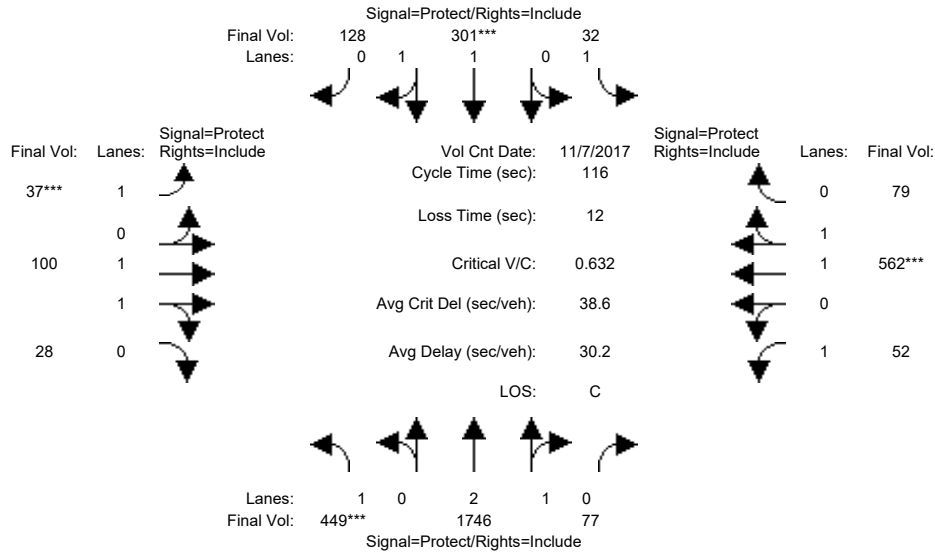 Signal=Protect/Rights=Include
Final Vol: 128 301*** 32
Lanes: 0 1 1 0 1
Signal=Protect Signal=Protect
Final Vol: Lanes: Rights=Include Vol Cnt Date: 11/7/2017 Rights=Include Lanes: Final Vol:
Cycle Time (sec): 116
37*** 1 0 79
Loss Time (sec): 12
0 1
100 1 Critical V/C: 0.632 1 562***
1 Avg Crit Del (sec/veh): 38.6 0
28 0 Avg Delay (sec/veh): 30.2 1 52
LOS: C
Lanes: 1 0 2 1 0
Final Vol: 449*** 1746 77
Signal=Protect/Rights=Include